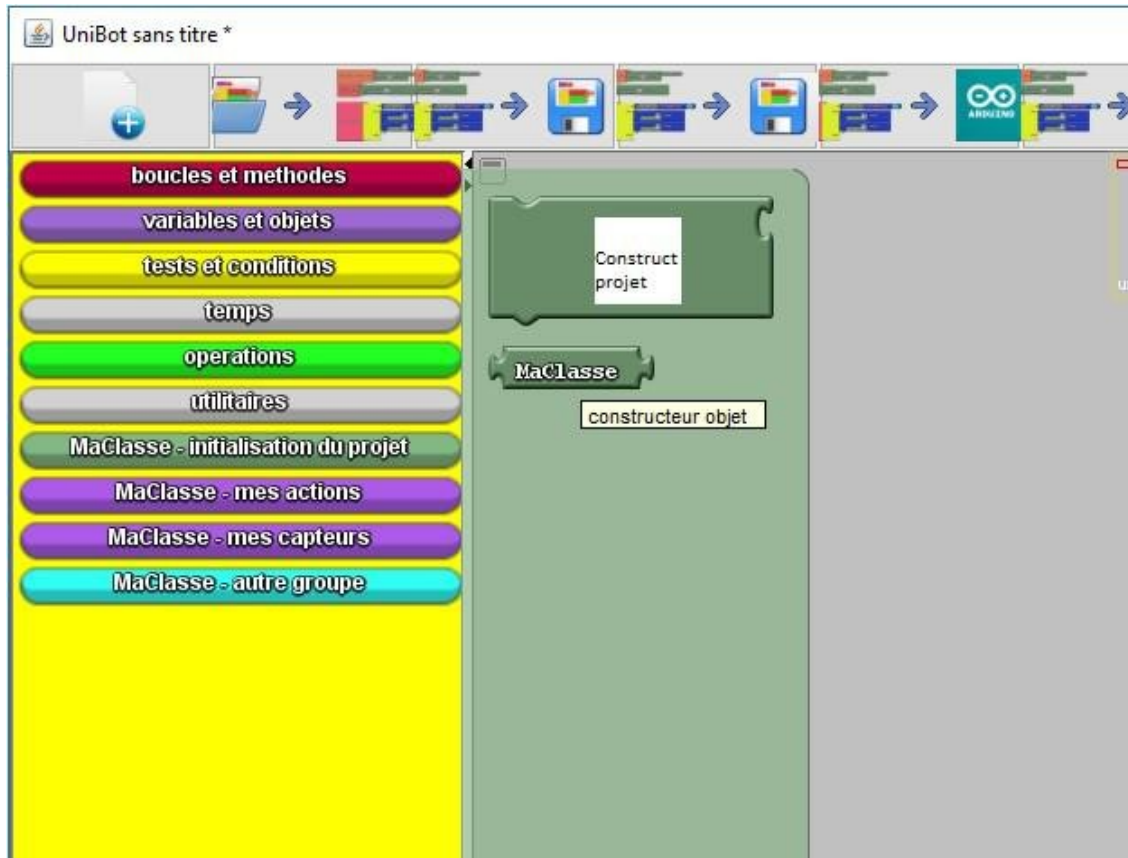 UniBot sans titre *
ARDUINO
boucles et methodes
variables et objets
tests et conditions
temps
operations
utilitaires
MaClasse - initialisation du projet
MaClasse - mes actions
MaClasse - mes capteurs
MaClasse - autre groupe
Construct
projet
MaClasse
constructeur objet